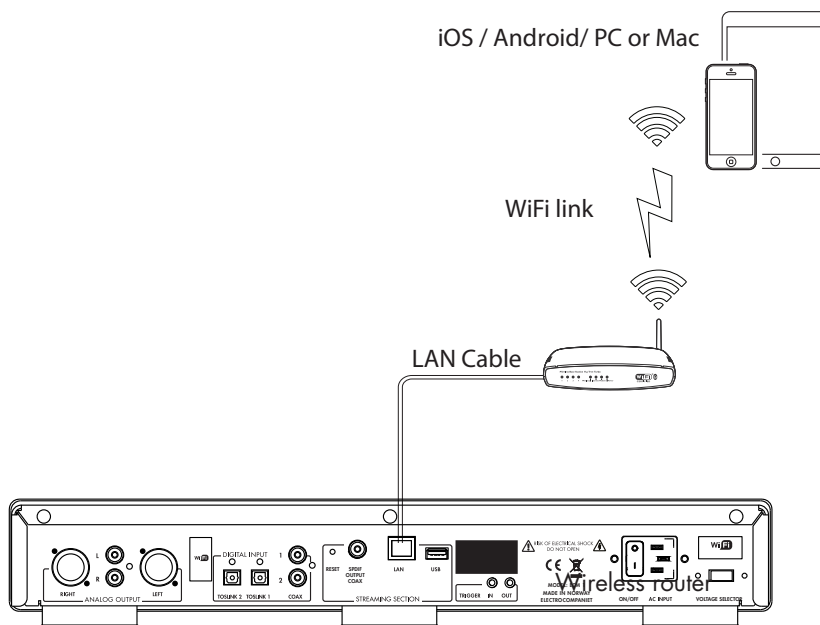 iOS / Android/ PC or Mac
WiFi link
LAN Cable
WiFi
DIGITAL INPUT
1
2
L
R
RIGHT
ANALOG OUTPUT
LEFT
TOSLINK 2
TOSLINK 1
COAX
RESET
SPDIF
OUTPUT
COAX
LAN
USB
STREAMING SECTION
TRIGGER
IN
OUT
RISK OF ELECTRICAL SHOCK
DO NOT OPEN
CE
MADE IN NORWAY
ELECTROCOMPANIET
Wireless router
ON/OFF
AC INPUT
WiFi
VOLTAGE SELECTOR